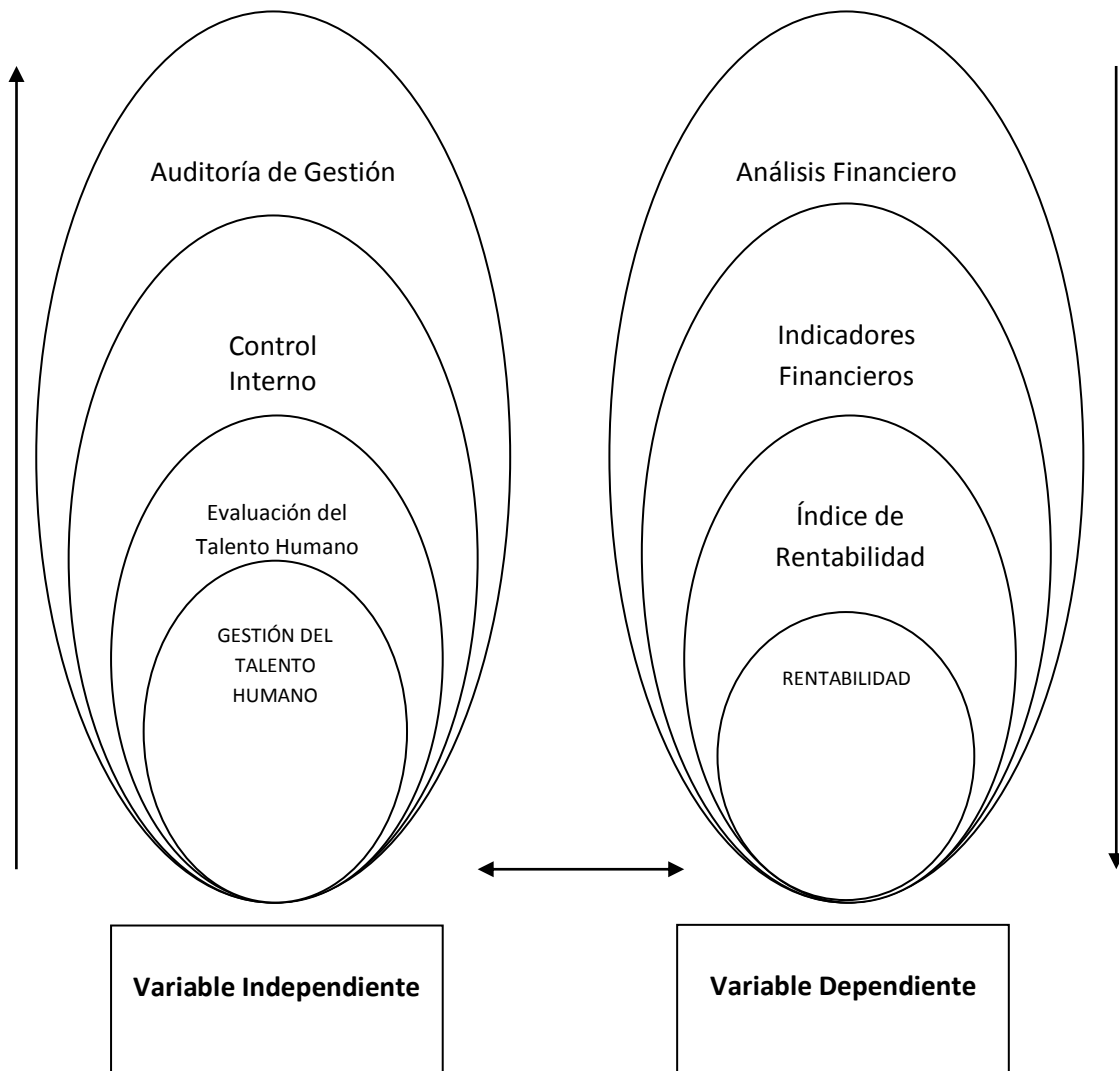 Auditoría de Gestión
Control
Interno
Evaluación del
Talento Humano
GESTIÓN DEL
TALENTO
HUMANO
Variable Independiente
Análisis Financiero
Indicadores
Financieros
Índice de
Rentabilidad
RENTABILIDAD
Variable Dependiente